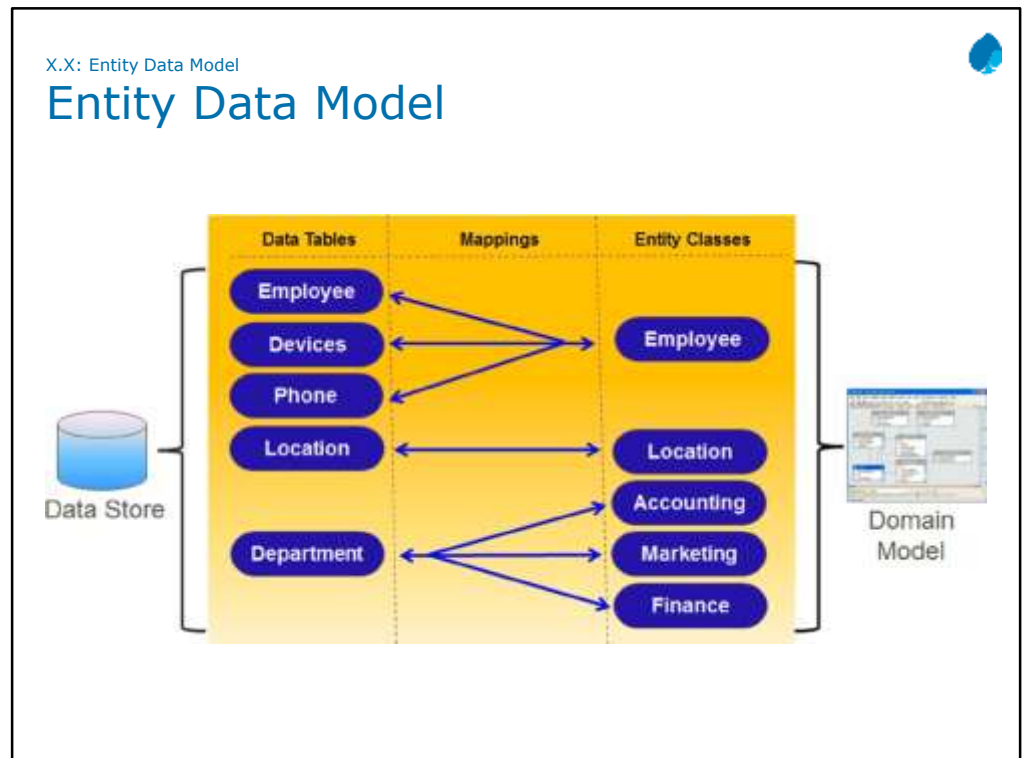 X.X: Entity Data Model
Entity Data Model
Data Tables Mappings Entity Classes
Employee
Devices
Phone
Location
Department
Employee
Location
Accounting
Marketing
Finance
Data Store
Domain
Model